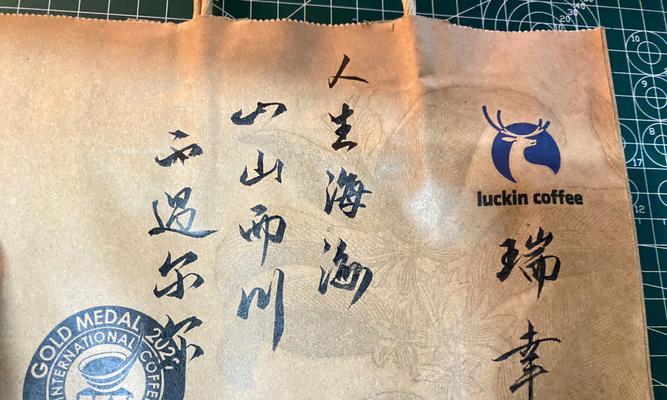 luckin coffee
瑞幸
人生海海
山山而川
不過尔尔
GOLD MEDAL
INTERNATIONAL COFFEE